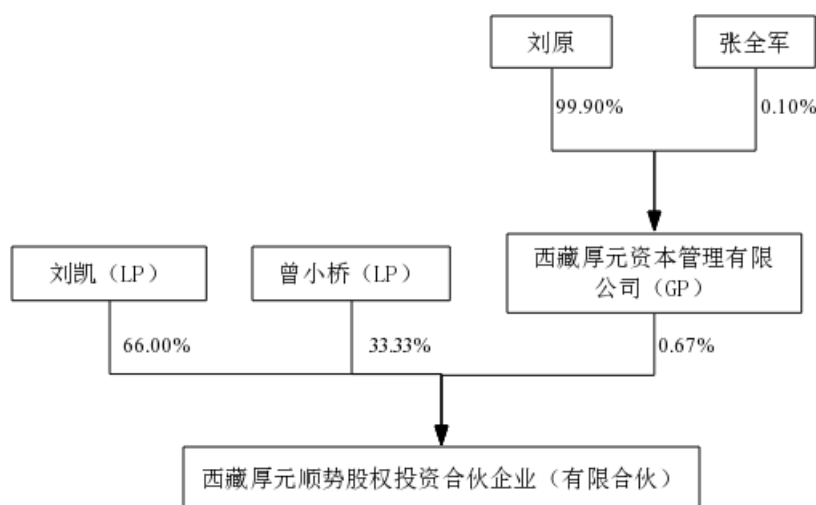 刘原
张全军
99.90%
0.10%
刘凯（LP）
曾小桥（LP）
西藏厚元资本管理有限
公司（GP）
66.00%
33.33%
0.67%
西藏厚元顺势股权投资合伙企业（有限合伙）